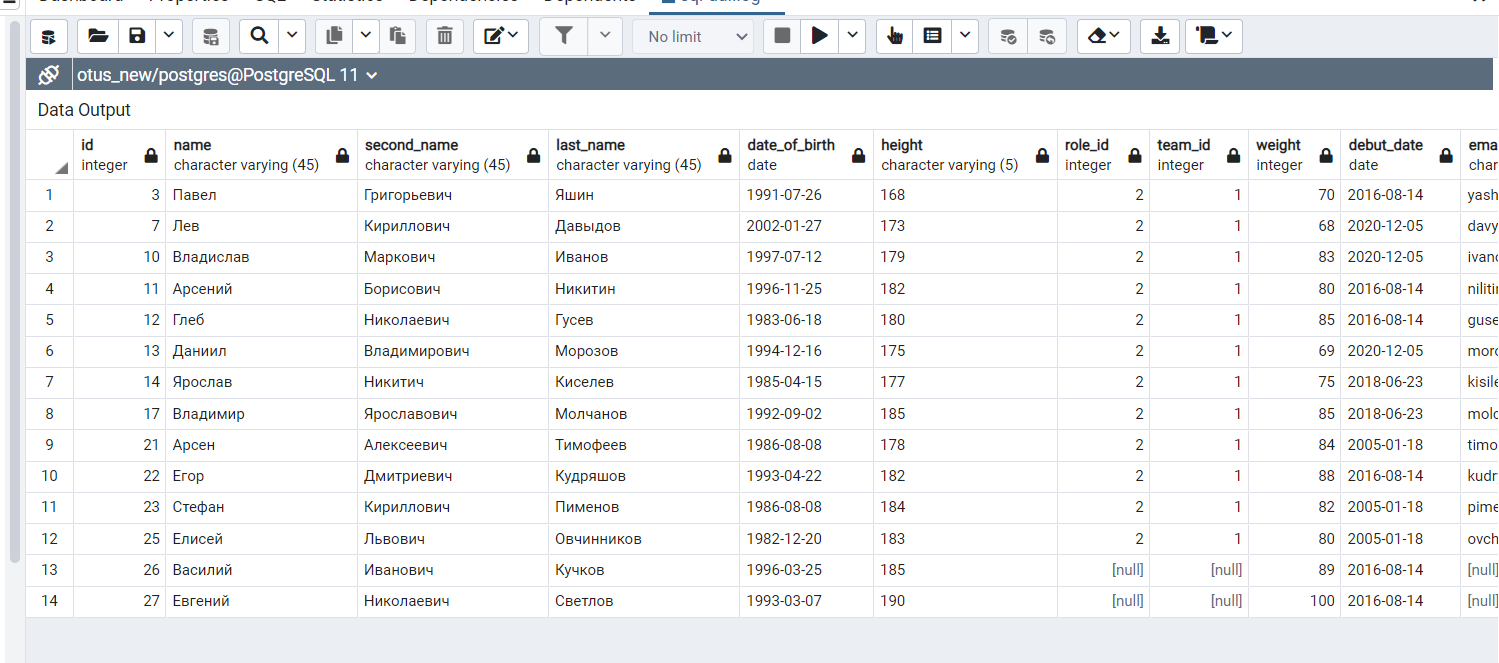 No limit
otus_new/postgres@PostgreSQL 11
Data Output
id name second_name last_name date_of_birth height role_id team_id weight debut_date
integer character varying (45) character varying (45) character varying (45) date character varying (5) integer integer integer date
1 3 Павел Григорьевич Яшин 1991-07-26 168 2 1 70 2016-08-14 yash
2 7 Лев Кириллович Давыдов 2002-01-27 173 2 1 68 2020-12-05 davy
3 10 Владислав Маркович Иванов 1997-07-12 179 2 1 83 2020-12-05
4 11 Арсений Борисович Никитин 1996-11-25 182 2 1 80 2016-08-14
5 12 Глеб Николаевич Гусев 1983-06-18 180 2 1 85 2016-08-14 guse
6 13 Даниил Владимирович Морозов 1994-12-16 175 2 1 69 2020-12-05
7 14 Ярослав Никитич Киселев 1985-04-15 177 2 1 75 2018-06-23
8 17 Владимир Ярославович Молчанов 1992-09-02 185 2 1 85 2018-06-23
9 21 Арсен Алексеевич Тимофеев 1986-08-08 178 2 1 84 2005-01-18 timo
10 22 Егор Дмитриевич Кудряшов 1993-04-22 182 2 1 88 2016-08-14 kudr
11 23 Стефан Кириллович Пименов 1986-08-08 184 2 1 82 2005-01-18 pime
12 25 Елисей Львович Овчинников 1982-12-20 183 2 1 80 2005-01-18 ovch
13 26 Василий Иванович Кучков 1996-03-25 185 [null] [null] 89 2016-08-14 [null]
14 27 Евгений Николаевич Светлов 1993-03-07 190 [null] [null] 100 2016-08-14 [null]